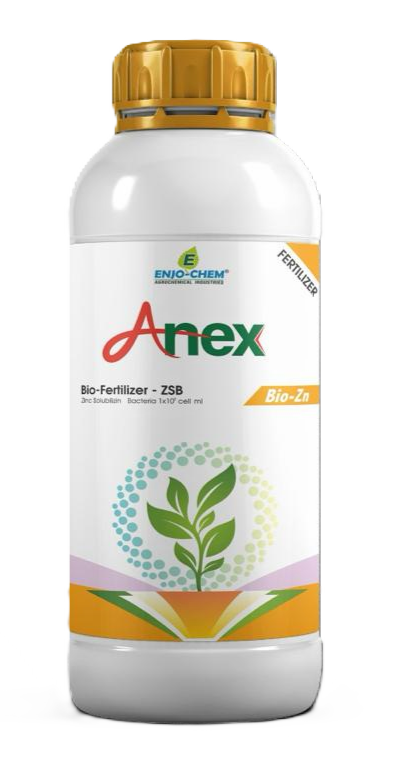 E
ENJO-CHEM®
AGROCHEMICAL INDUSTRIES
FERTILIZER
Anex
Bio-Fertilizer - ZSB
Zinc Solubilizin Bacteria 1x10⁹ cell ml
Bio-Zn